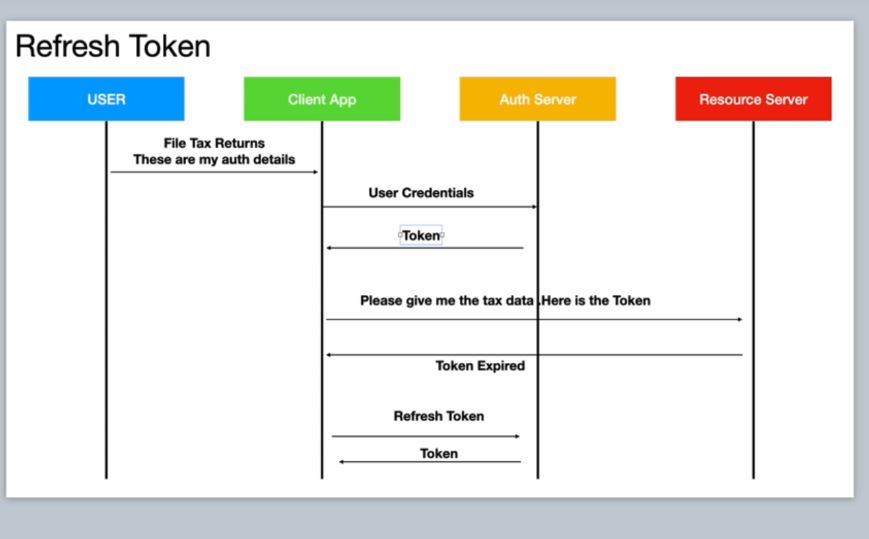 Refresh Token
USER
Client App
Auth Server
Resource Server
File Tax Returns
These are my auth details
User Credentials
Token
Please give me the tax data .Here is the Token
Token Expired
Refresh Token
Token